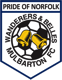 PRIDE OF NORFOLK
WANDERERS & BELLES
MULBARTON FC